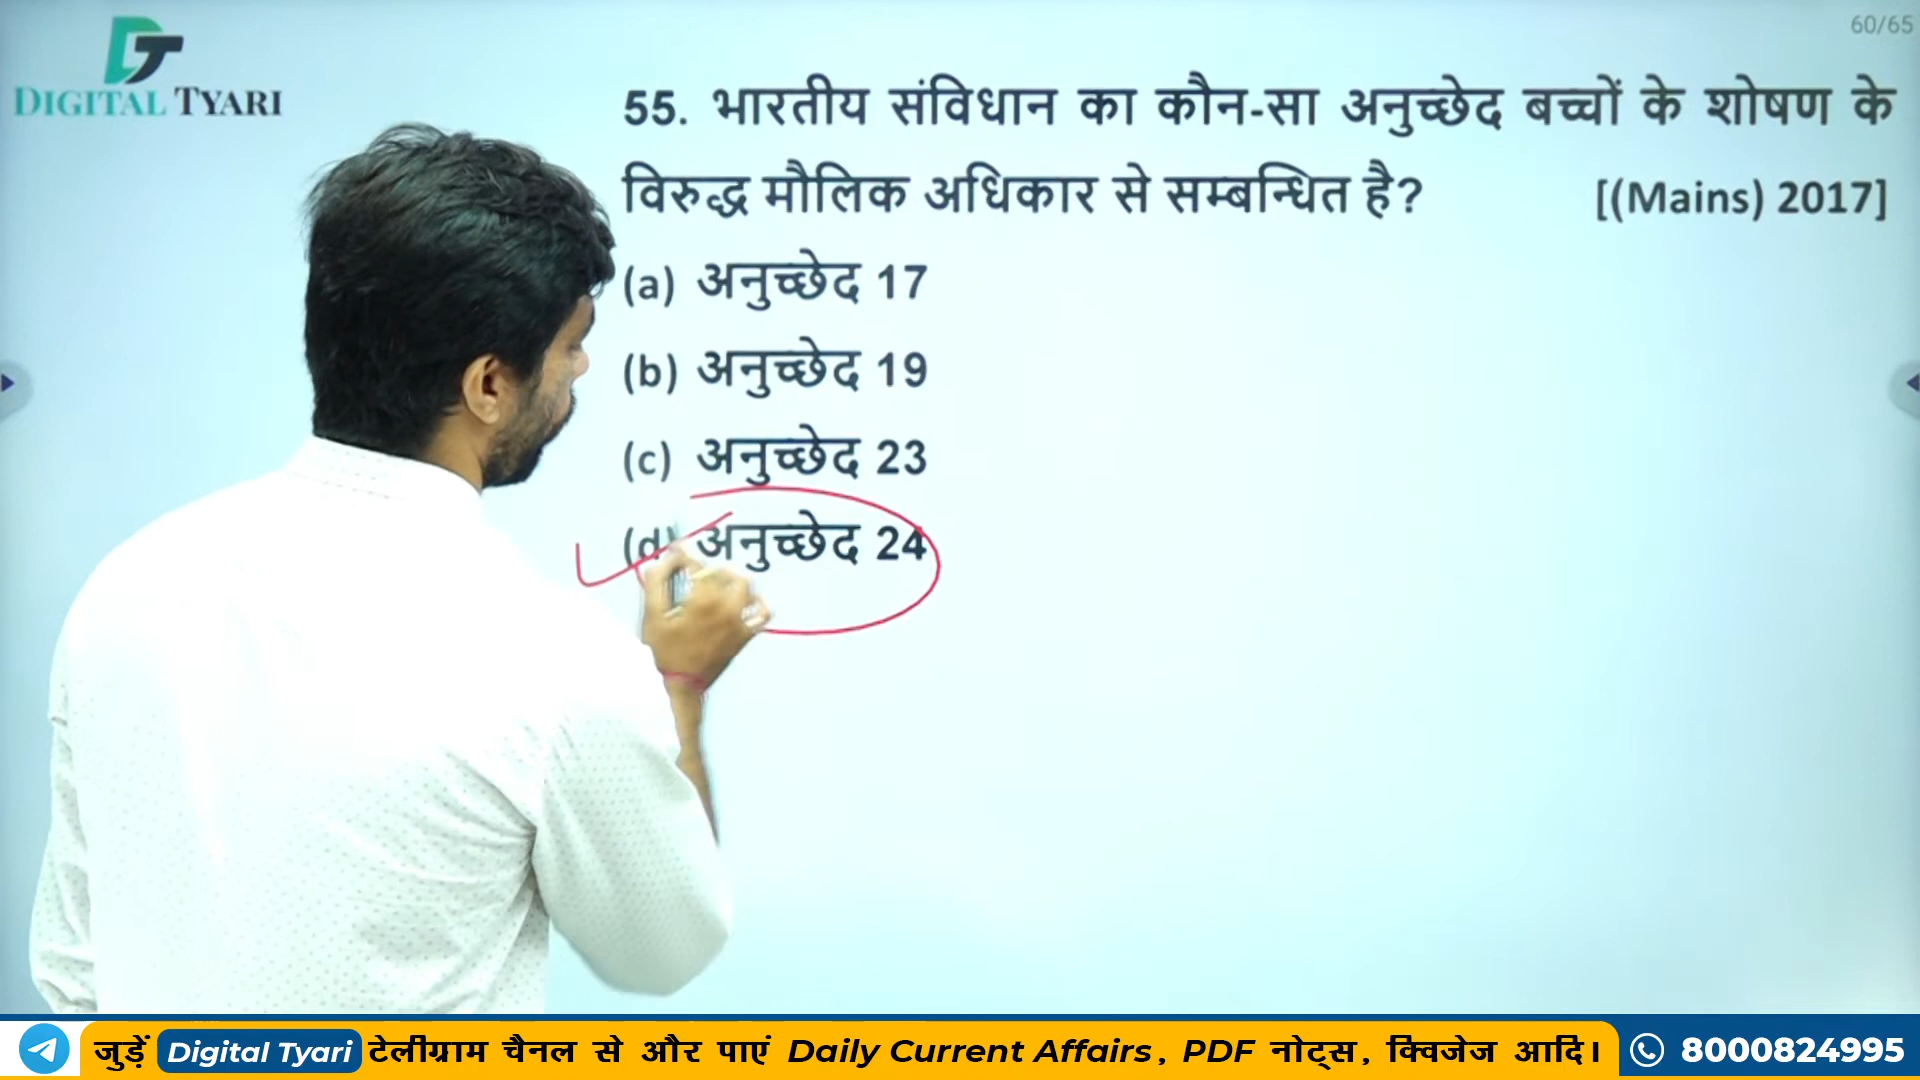 60/65
DT
DIGITAL TYARI
55. भारतीय संविधान का कौन-सा अनुच्छेद बच्चों के शोषण के
विरुद्ध मौलिक अधिकार से सम्बन्धित है? [(Mains) 2017]
(a) अनुच्छेद 17
(b) अनुच्छेद 19
(c) अनुच्छेद 23
(d) अनुच्छेद 24
जुड़ें Digital Tyari टेलीग्राम चैनल से और पाएं Daily Current Affairs, PDF नोट्स, क्विजेज आदि। 8000824995